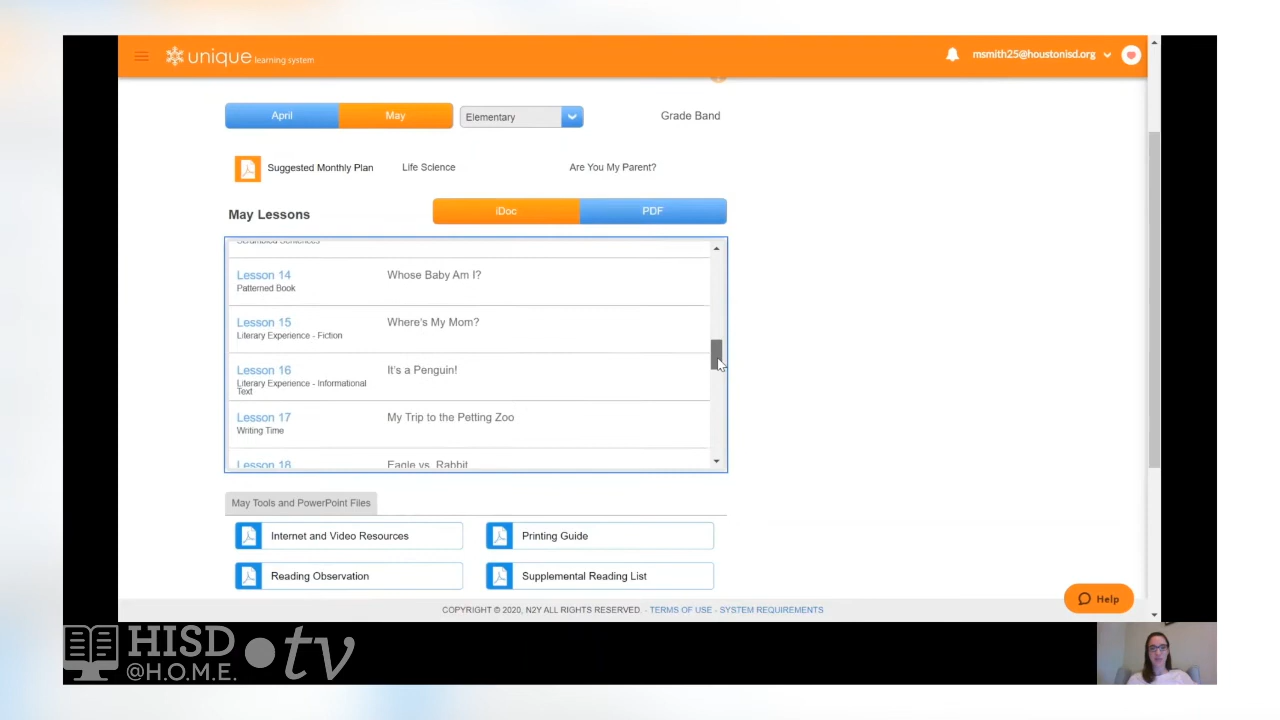 unique learning system
msmith25@houstonisd.org
April
May
Elementary
Grade Band
Suggested Monthly Plan
Life Science
Are You My Parent?
May Lessons
iDoc
PDF
Scrambled Sentences
Lesson 14
Whose Baby Am I?
Patterned Book
Lesson 15
Where's My Mom?
Literary Experience - Fiction
Lesson 16
It's a Penguin!
Literary Experience - Informational
Text
Lesson 17
My Trip to the Petting Zoo
Writing Time
Lesson 18
Eagle vs. Rabbit
May Tools and PowerPoint Files
Internet and Video Resources
Printing Guide
Reading Observation
Supplemental Reading List
COPYRIGHT © 2020, N2Y ALL RIGHTS RESERVED. - TERMS OF USE - SYSTEM REQUIREMENTS
Help
HISD
@H.O.M.E.
tv